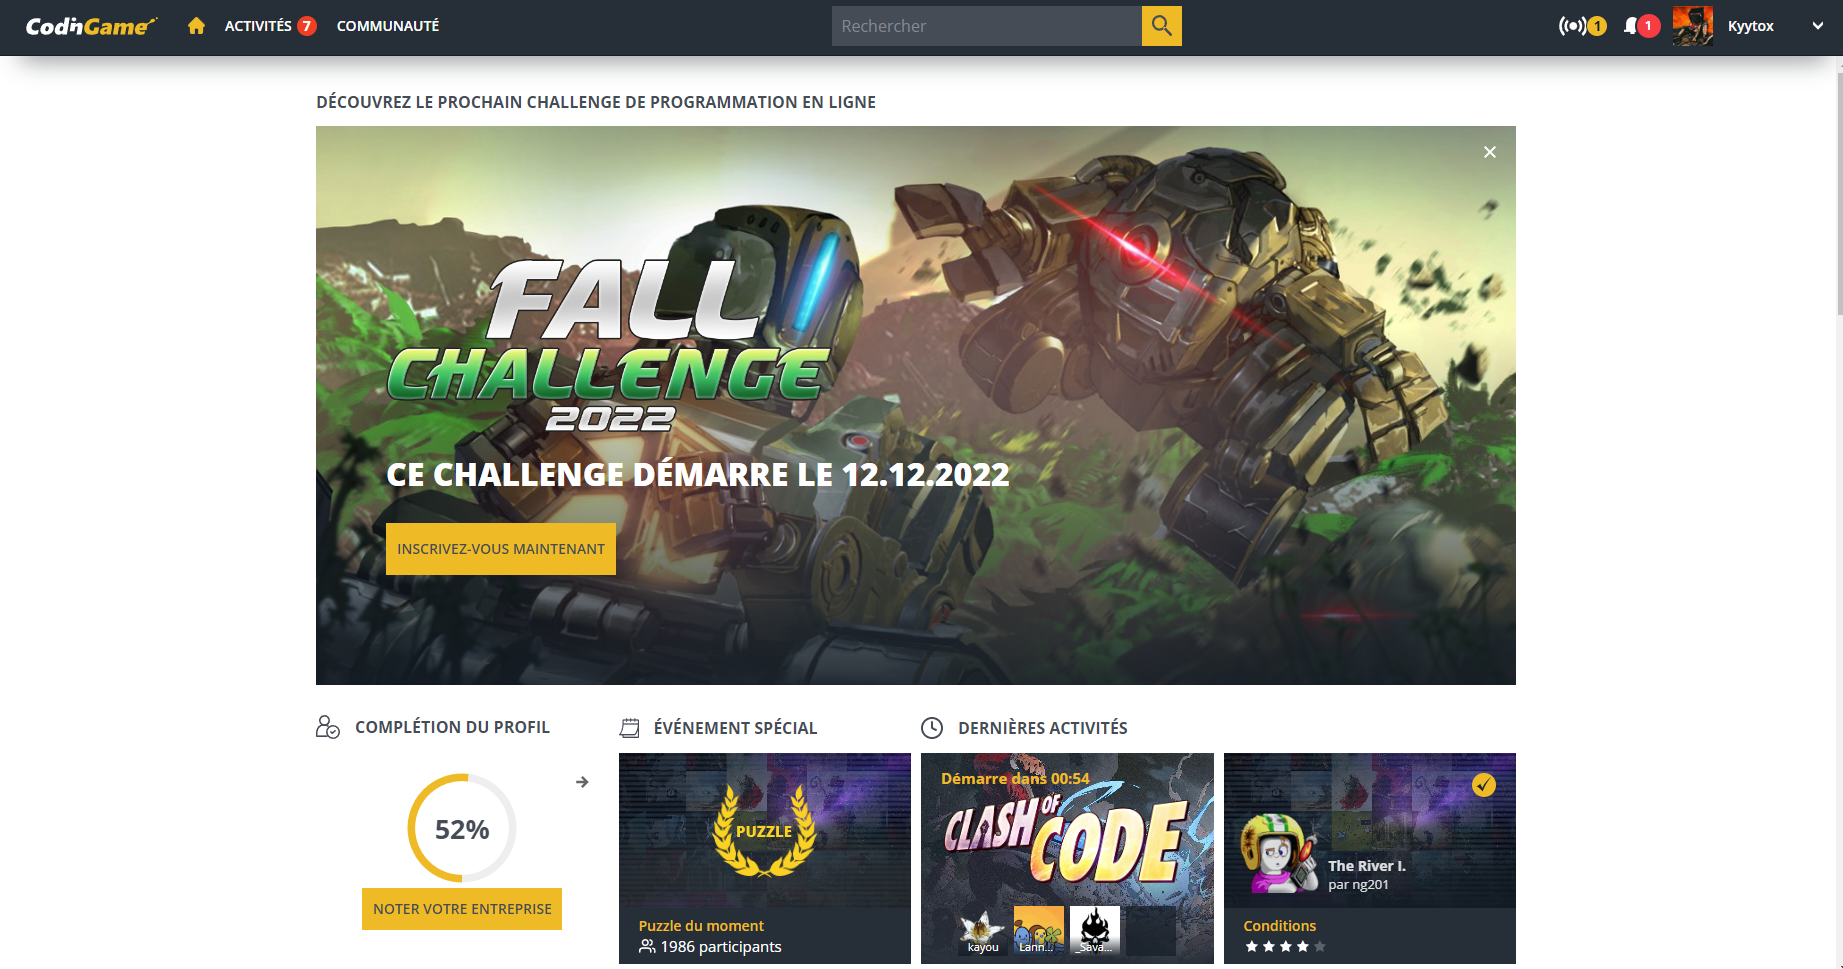 CodinGame
ACTIVITÉS 7
COMMUNAUTÉ
Rechercher
1
1
Kyytox
DÉCOUVREZ LE PROCHAIN CHALLENGE DE PROGRAMMATION EN LIGNE
FALL
CHALLENGE
2022
CE CHALLENGE DÉMARRE LE 12.12.2022
INSCRIVEZ-VOUS MAINTENANT
COMPLÉTION DU PROFIL
52%
NOTER VOTRE ENTREPRISE
ÉVÉNEMENT SPÉCIAL
PUZZLE
Puzzle du moment
1986 participants
DERNIÈRES ACTIVITÉS
Démarre dans 00:54
CLASH OF
CODE
kayou
Lann...
_Sava...
The River I.
par ng201
Conditions